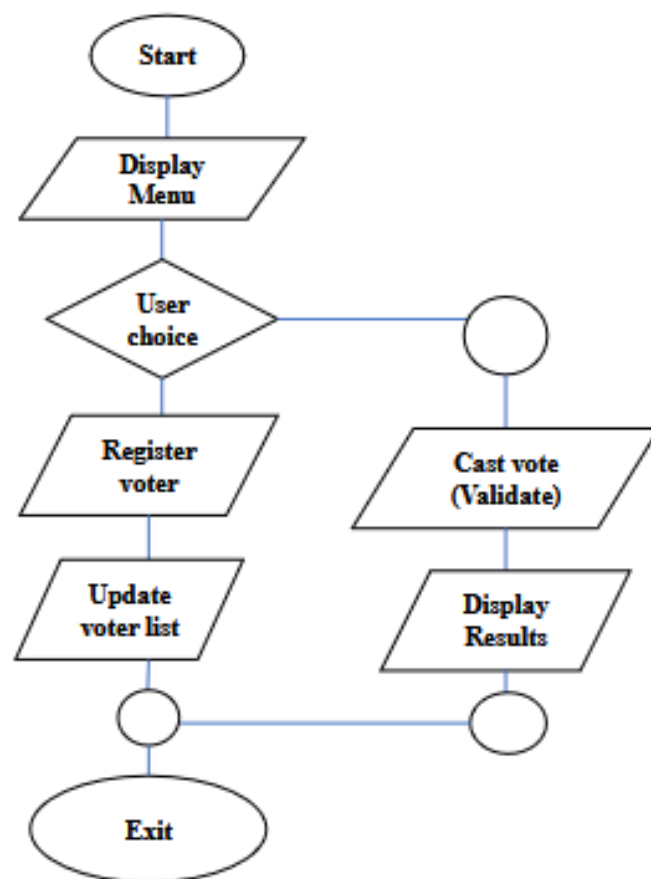 Start
Display
Menu
User
choice
Register
voter
Cast vote
(Validate)
Update
voter list
Display
Results
Exit